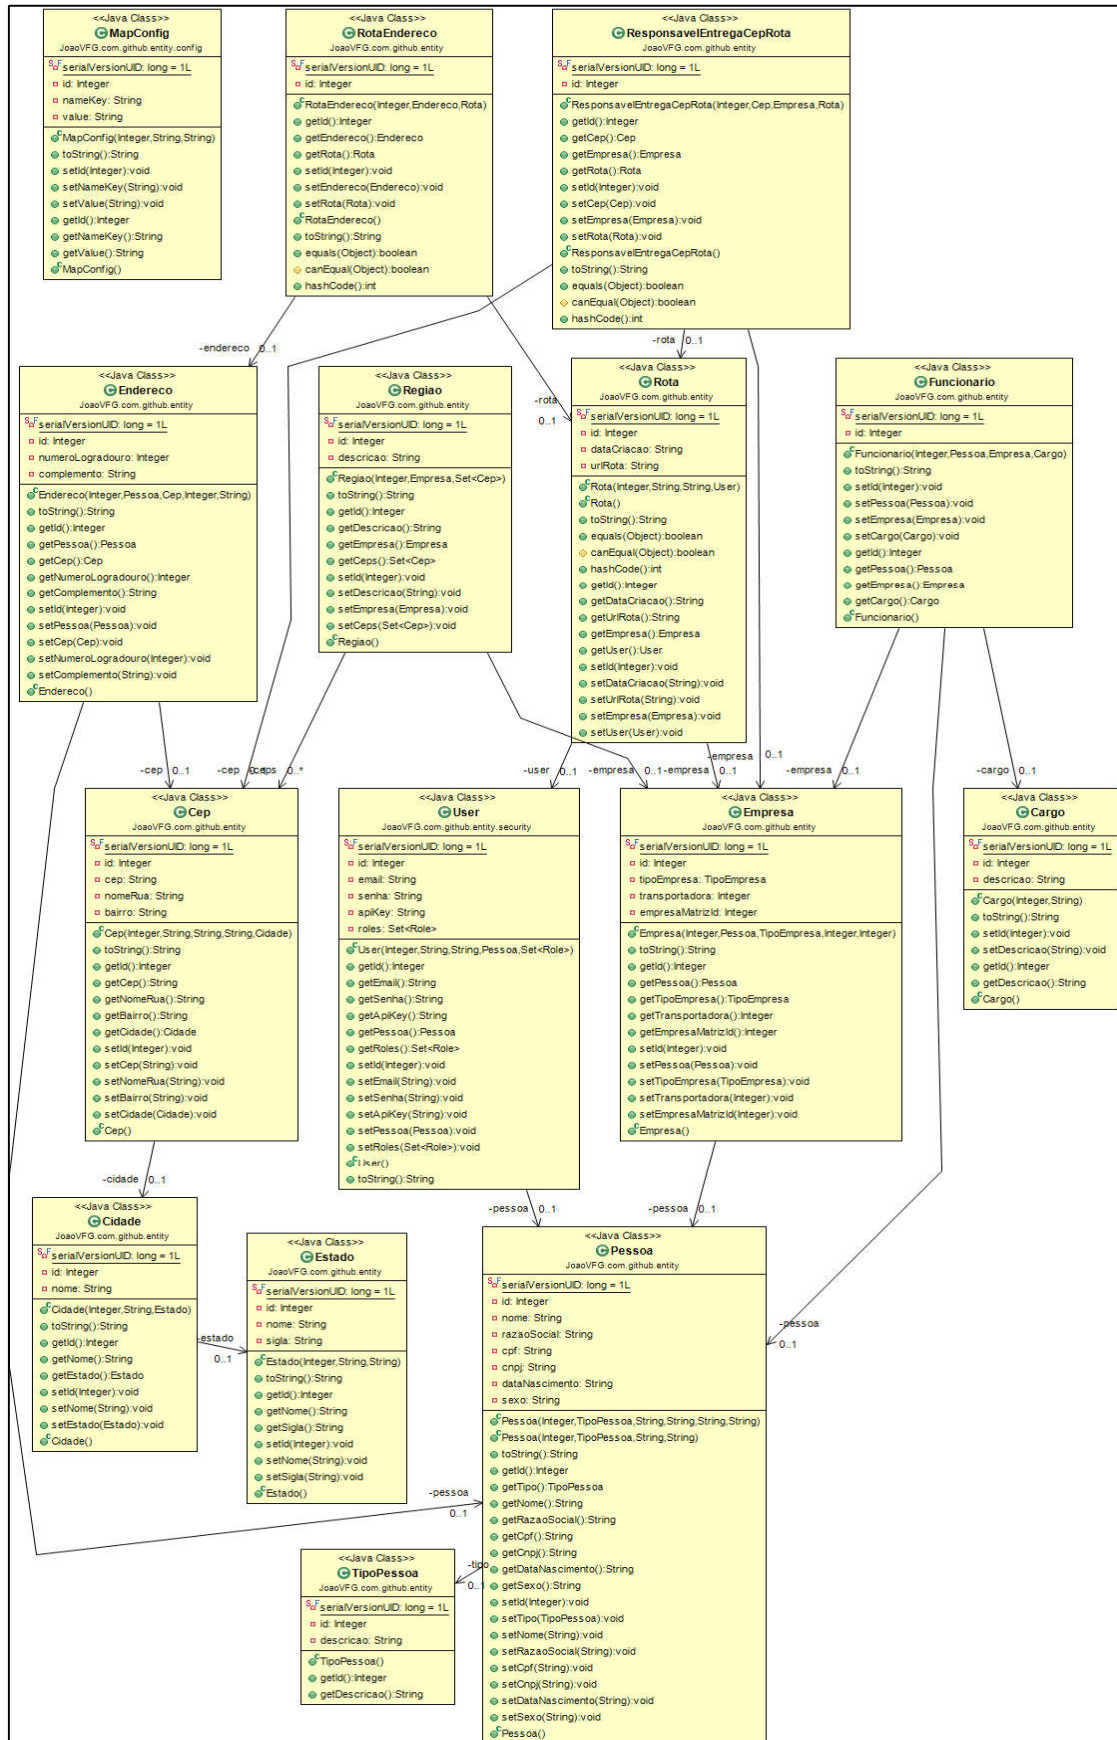 <<Java Class>>
MapConfig
JoaoVFG.com.github.entity.config
serialVersionUID: long = 1L
id: Integer
nameKey: String
value: String
MapConfig(Integer,String,String)
toString():String
setId(Integer):void
setNameKey(String):void
setValue(String):void
getId():Integer
getNameKey():String
getValue():String
MapConfig()
<<Java Class>>
RotaEndereco
JoaoVFG.com.github.entity
serialVersionUID: long = 1L
id: Integer
RotaEndereco(Integer,Endereco,Rota)
getId():Integer
getEndereco():Endereco
getRota():Rota
setId(Integer):void
setEndereco(Endereco):void
setRota(Rota):void
RotaEndereco()
toString():String
equals(Object):boolean
canEqual(Object):boolean
hashCode():int
<<Java Class>>
ResponsavelEntregaCepRota
JoaoVFG.com.github.entity
serialVersionUID: long = 1L
id: Integer
ResponsavelEntregaCepRota(Integer,Cep,Empresa,Rota)
getId():Integer
getCep():Cep
getEmpresa():Empresa
getRota():Rota
setId(Integer):void
setCep(Cep):void
setEmpresa(Empresa):void
setRota(Rota):void
ResponsavelEntregaCepRota()
toString():String
equals(Object):boolean
canEqual(Object):boolean
hashCode():int
-endereco 0..1
-rota 0..1
-rota
0..1
<<Java Class>>
Endereco
JoaoVFG.com.github.entity
serialVersionUID: long = 1L
id: Integer
numeroLogradouro: Integer
complemento: String
Endereco(Integer,Pessoa,Cep,Integer,String)
toString():String
getId():Integer
getPessoa():Pessoa
getCep():Cep
getNumeroLogradouro():Integer
getComplemento():String
setId(Integer):void
setPessoa(Pessoa):void
setCep(Cep):void
setNumeroLogradouro(Integer):void
setComplemento(String):void
Endereco()
<<Java Class>>
Regiao
JoaoVFG.com.github.entity
serialVersionUID: long = 1L
id: Integer
descricao: String
Regiao(Integer,Empresa,Set<Cep>)
toString():String
getId():Integer
getDescricao():String
getEmpresa():Empresa
getCeps():Set<Cep>
setId(Integer):void
setDescricao(String):void
setEmpresa(Empresa):void
setCeps(Set<Cep>):void
Regiao()
<<Java Class>>
Rota
JoaoVFG.com.github.entity
serialVersionUID: long = 1L
id: Integer
dataCriacao: String
urlRota: String
Rota(Integer,String,String,User)
Rota()
toString():String
equals(Object):boolean
canEqual(Object):boolean
hashCode():int
getId():Integer
getDataCriacao():String
getUrlRota():String
getEmpresa():Empresa
getUser():User
setId(Integer):void
setDataCriacao(String):void
setUrlRota(String):void
setEmpresa(Empresa):void
setUser(User):void
<<Java Class>>
Funcionario
JoaoVFG.com.github.entity
serialVersionUID: long = 1L
id: Integer
Funcionario(Integer,Pessoa,Empresa,Cargo)
toString():String
setId(Integer):void
setPessoa(Pessoa):void
setEmpresa(Empresa):void
setCargo(Cargo):void
getId():Integer
getPessoa():Pessoa
getEmpresa():Empresa
getCargo():Cargo
Funcionario()
-cep 0..1
-cep
-ceps 0..*
-user 0..1
-empresa 0..1
-empresa 0..1
-empresa 0..1
-empresa 0..1
-cargo 0..1
<<Java Class>>
Cep
JoaoVFG.com.github.entity
serialVersionUID: long = 1L
id: Integer
cep: String
nomeRua: String
bairro: String
Cep(Integer,String,String,String,Cidade)
toString():String
getId():Integer
getCep():String
getNomeRua():String
getBairro():String
getCidade():Cidade
setId(Integer):void
setCep(String):void
setNomeRua(String):void
setBairro(String):void
setCidade(Cidade):void
Cep()
<<Java Class>>
User
JoaoVFG.com.github.entity.security
serialVersionUID: long = 1L
id: Integer
email: String
senha: String
apiKey: String
roles: Set<Role>
User(Integer,String,String,Pessoa,Set<Role>)
getId():Integer
getEmail():String
getSenha():String
getApiKey():String
getPessoa():Pessoa
getRoles():Set<Role>
setId(Integer):void
setEmail(String):void
setSenha(String):void
setApiKey(String):void
setPessoa(Pessoa):void
setRoles(Set<Role>):void
User()
toString():String
<<Java Class>>
Empresa
JoaoVFG.com.github.entity
serialVersionUID: long = 1L
id: Integer
tipoEmpresa: TipoEmpresa
transportadora: Integer
empresaMatrizId: Integer
Empresa(Integer,Pessoa,TipoEmpresa,Integer,Integer)
toString():String
getId():Integer
getPessoa():Pessoa
getTipoEmpresa():TipoEmpresa
getTransportadora():Integer
getEmpresaMatrizId():Integer
setId(Integer):void
setPessoa(Pessoa):void
setTipoEmpresa(TipoEmpresa):void
setTransportadora(Integer):void
setEmpresaMatrizId(Integer):void
Empresa()
<<Java Class>>
Cargo
JoaoVFG.com.github.entity
serialVersionUID: long = 1L
id: Integer
descricao: String
Cargo(Integer,String)
toString():String
setId(Integer):void
setDescricao(String):void
getId():Integer
getDescricao():String
Cargo()
-cidade 0..1
-pessoa 0..1
-pessoa 0..1
<<Java Class>>
Cidade
JoaoVFG.com.github.entity
serialVersionUID: long = 1L
id: Integer
nome: String
Cidade(Integer,String,Estado)
toString():String
getId():Integer
getNome():String
getEstado():Estado
setId(Integer):void
setNome(String):void
setEstado(Estado):void
Cidade()
-estado
0..1
<<Java Class>>
Estado
JoaoVFG.com.github.entity
serialVersionUID: long = 1L
id: Integer
nome: String
sigla: String
Estado(Integer,String,String)
toString():String
getId():Integer
getNome():String
getSigla():String
setId(Integer):void
setNome(String):void
setSigla(String):void
Estado()
<<Java Class>>
Pessoa
JoaoVFG.com.github.entity
serialVersionUID: long = 1L
id: Integer
nome: String
razaoSocial: String
cpf: String
cnpj: String
dataNascimento: String
sexo: String
Pessoa(Integer,TipoPessoa,String,String,String,String)
Pessoa(Integer,TipoPessoa,String,String)
toString():String
getId():Integer
getTipo():TipoPessoa
getNome():String
getRazaoSocial():String
getCpf():String
getCnpj():String
getDataNascimento():String
getSexo():String
setId(Integer):void
setTipo(TipoPessoa):void
setNome(String):void
setRazaoSocial(String):void
setCpf(String):void
setCnpj(String):void
setDataNascimento(String):void
setSexo(String):void
Pessoa()
-pessoa
0..1
-pessoa
0..1
-tipo
0..1
<<Java Class>>
TipoPessoa
JoaoVFG.com.github.entity
serialVersionUID: long = 1L
id: Integer
descricao: String
TipoPessoa()
getId():Integer
getDescricao():String